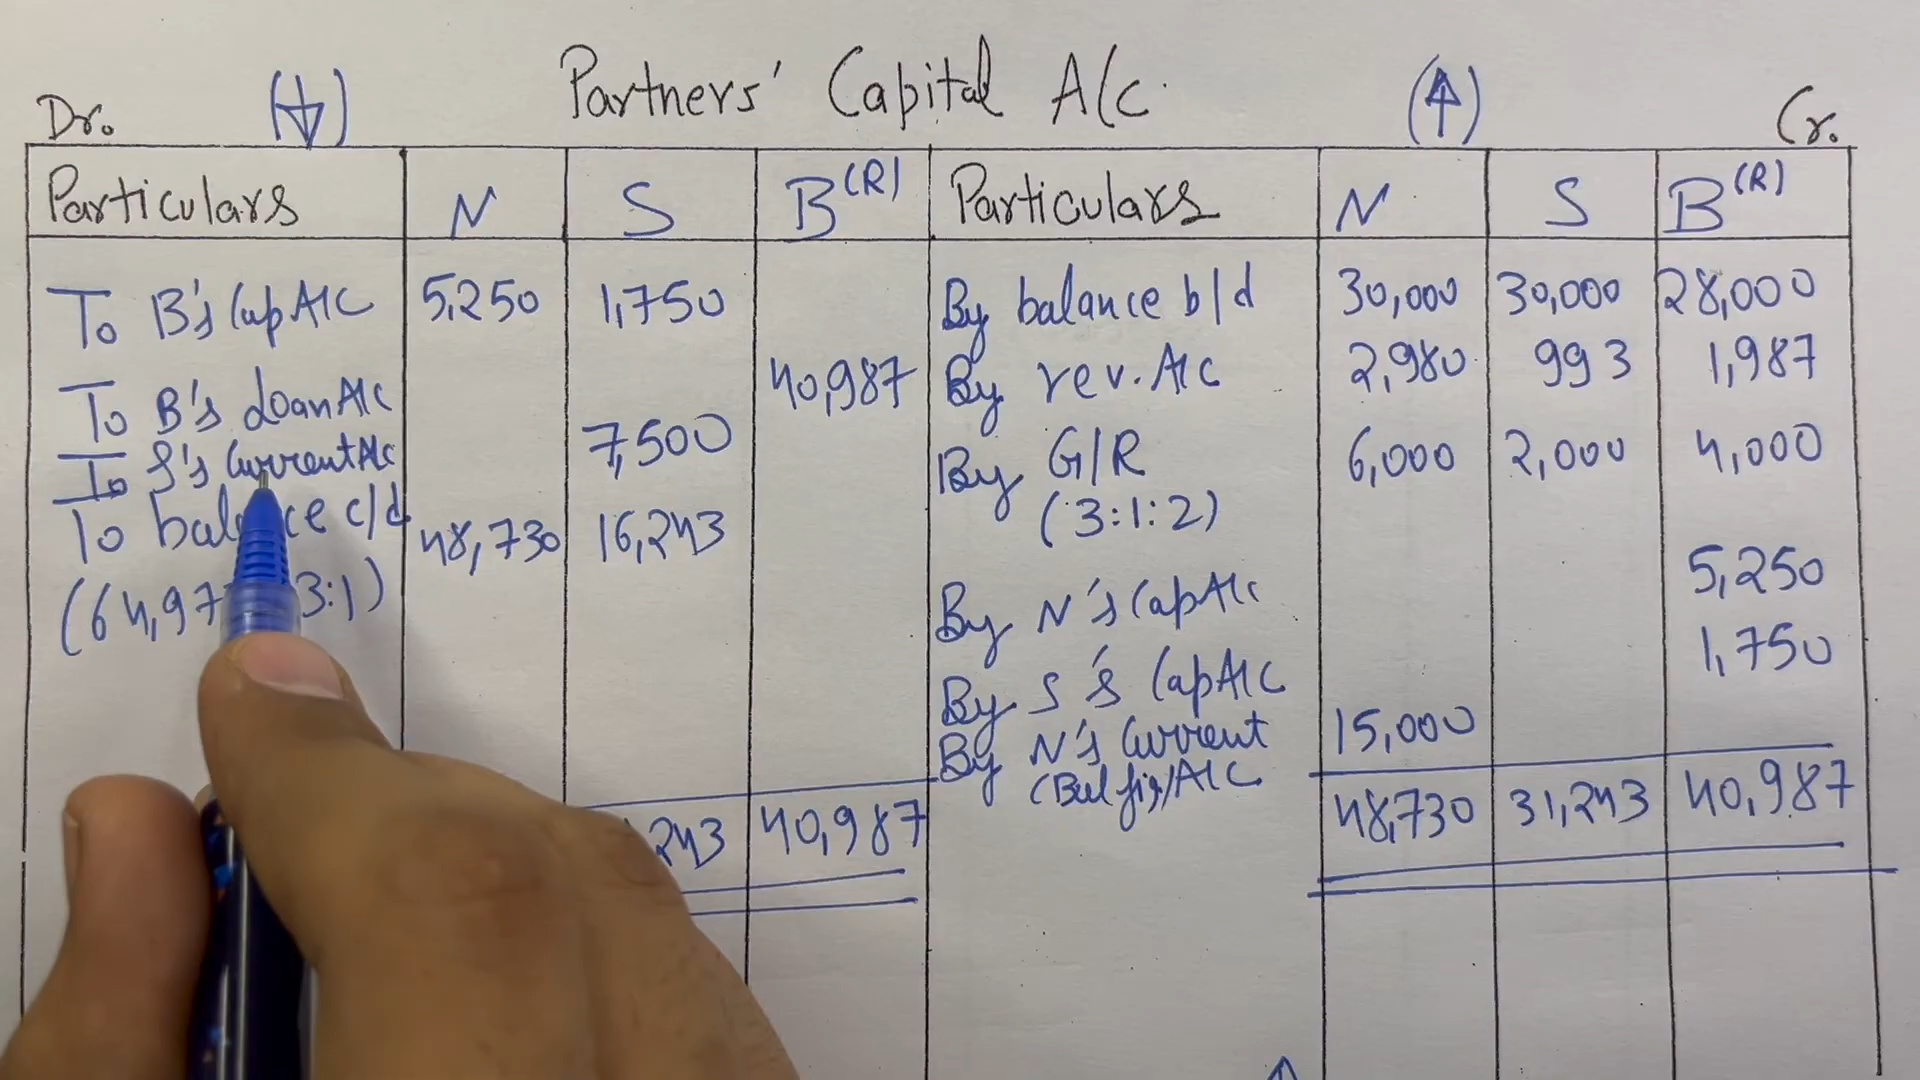 Partners' Capital A/c.
Dr. (↓) (↑) Cr.
Particulars N S B(R) Particulars N S B(R)
To B's Cap A/C 5,250 1,750 By balance b/d 30,000 30,000 28,000
To B's Loan A/c 40,987 By rev. A/c 2,980 993 1,987
To S's Current A/c 7,500 By G/R 6,000 2,000 4,000
(3:1:2)
To c/d 48,730 16,243
3:1)
By N's Cap A/c 5,250
By S's Cap A/C 1,750
By N's Current 15,000
(Bal fig) A/C
243 40,987 48,730 31,243 40,987